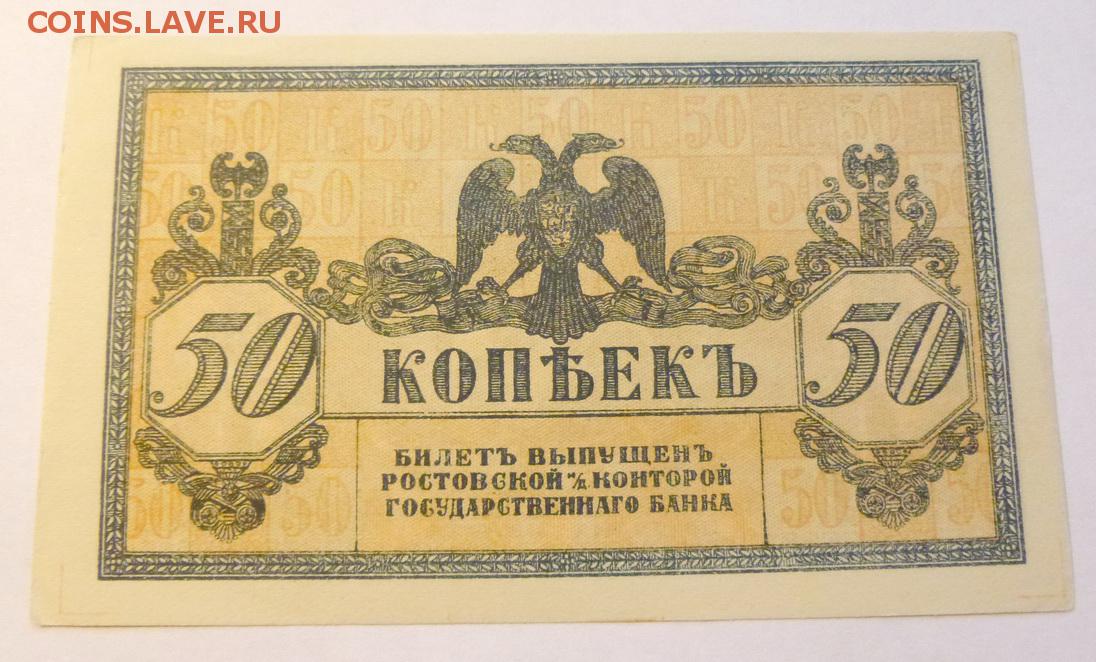 COINS.LAVE.RU
50 КОПѢЕКЪ 50
БИЛЕТЪ ВЫПУЩЕНЪ
РОСТОВСКОЙ н/Д КОНТОРОЙ
ГОСУДАРСТВЕННАГО БАНКА